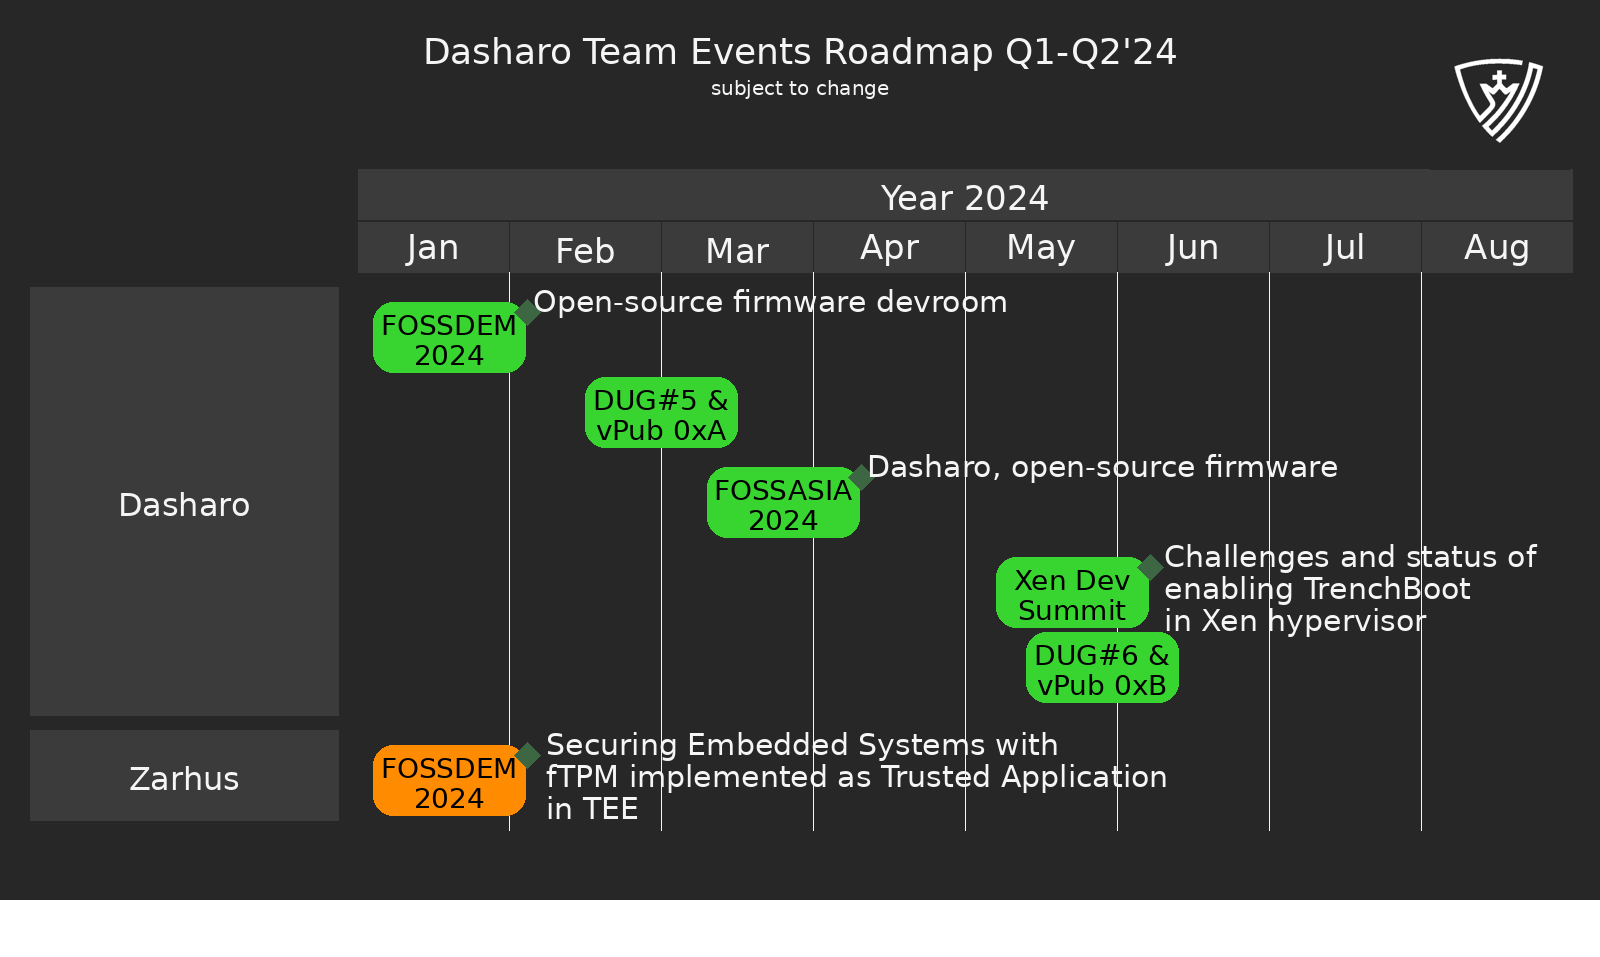 Dasharo Team Events Roadmap Q1-Q2'24
subject to change
Year 2024
Jan Feb Mar Apr May Jun Jul Aug
Dasharo
FOSSDEM
2024
Open-source firmware devroom
DUG#5 &
vPub 0xA
FOSSASIA
2024
Dasharo, open-source firmware
Xen Dev
Summit
Challenges and status of
enabling TrenchBoot
in Xen hypervisor
DUG#6 &
vPub 0xB
Zarhus
FOSSDEM
2024
Securing Embedded Systems with
fTPM implemented as Trusted Application
in TEE